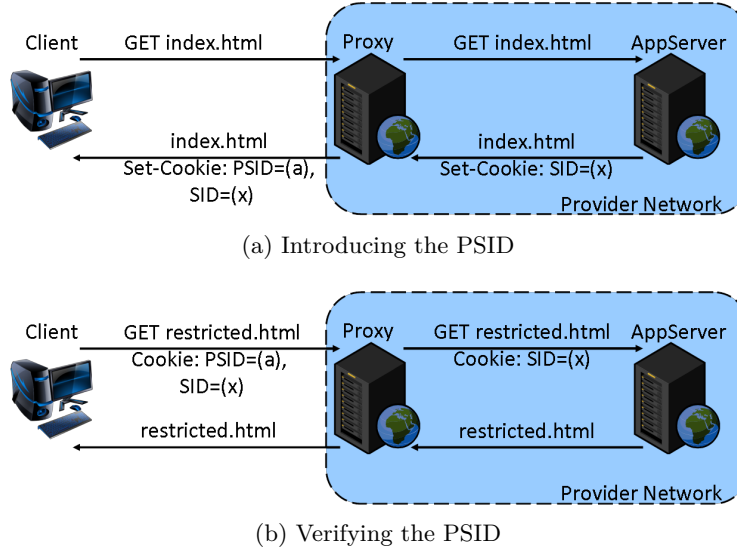 Client GET index.html Proxy GET index.html AppServer
index.html index.html
Set-Cookie: PSID=(a), Set-Cookie: SID=(x)
SID=(x)
Provider Network
(a) Introducing the PSID
Client GET restricted.html Proxy GET restricted.html AppServer
Cookie: PSID=(a), Cookie: SID=(x)
SID=(x)
restricted.html restricted.html
Provider Network
(b) Verifying the PSID